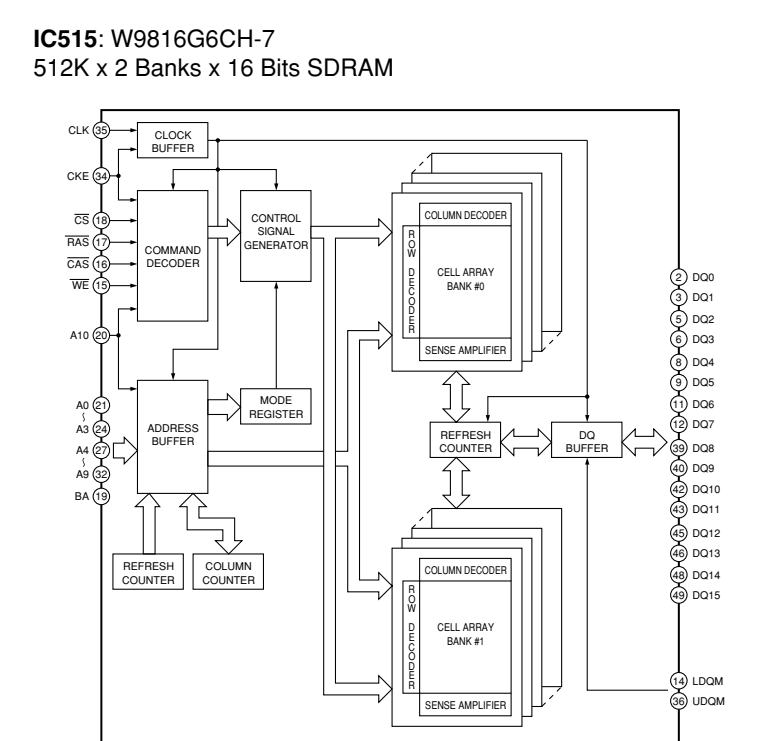 IC515: W9816G6CH-7
512K x 2 Banks x 16 Bits SDRAM
CLK 35
CLOCK
BUFFER
CKE 34
CS 18
RAS 17
CAS 16
WE 15
COMMAND
DECODER
CONTROL
SIGNAL
GENERATOR
A10 20
A0 21
A3 24
A4 27
A9 32
BA 19
ADDRESS
BUFFER
MODE
REGISTER
REFRESH
COUNTER
COLUMN
COUNTER
COLUMN DECODER
ROW DECODER
CELL ARRAY
BANK #0
SENSE AMPLIFIER
REFRESH
COUNTER
DQ
BUFFER
COLUMN DECODER
ROW DECODER
CELL ARRAY
BANK #1
SENSE AMPLIFIER
2 DQ0
3 DQ1
5 DQ2
6 DQ3
8 DQ4
9 DQ5
11 DQ6
12 DQ7
39 DQ8
40 DQ9
42 DQ10
43 DQ11
45 DQ12
46 DQ13
48 DQ14
49 DQ15
14 LDQM
36 UDQM